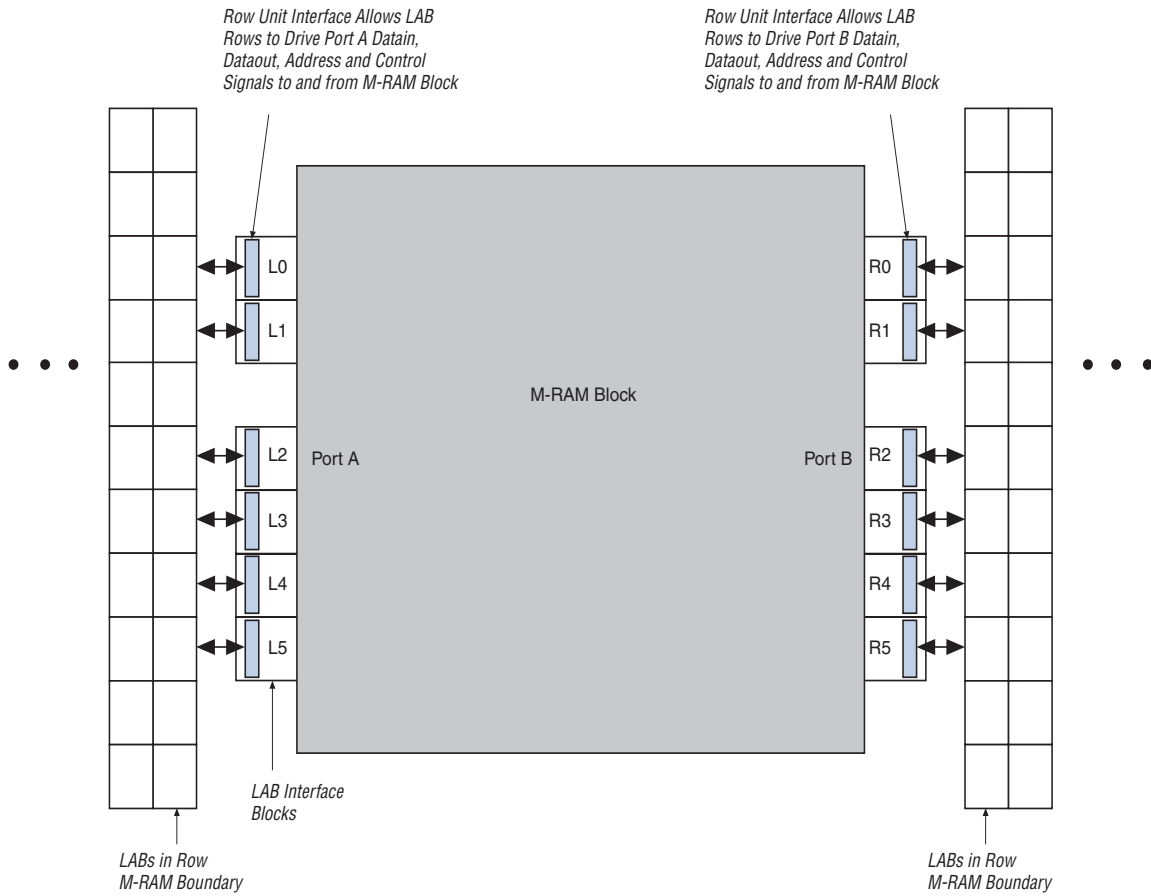 Row Unit Interface Allows LAB
Rows to Drive Port A Datain,
Dataout, Address and Control
Signals to and from M-RAM Block
Row Unit Interface Allows LAB
Rows to Drive Port B Datain,
Dataout, Address and Control
Signals to and from M-RAM Block
L0
R0
L1
R1
M-RAM Block
L2
Port A
Port B
R2
L3
R3
L4
R4
L5
R5
LAB Interface
Blocks
LABs in Row
M-RAM Boundary
LABs in Row
M-RAM Boundary